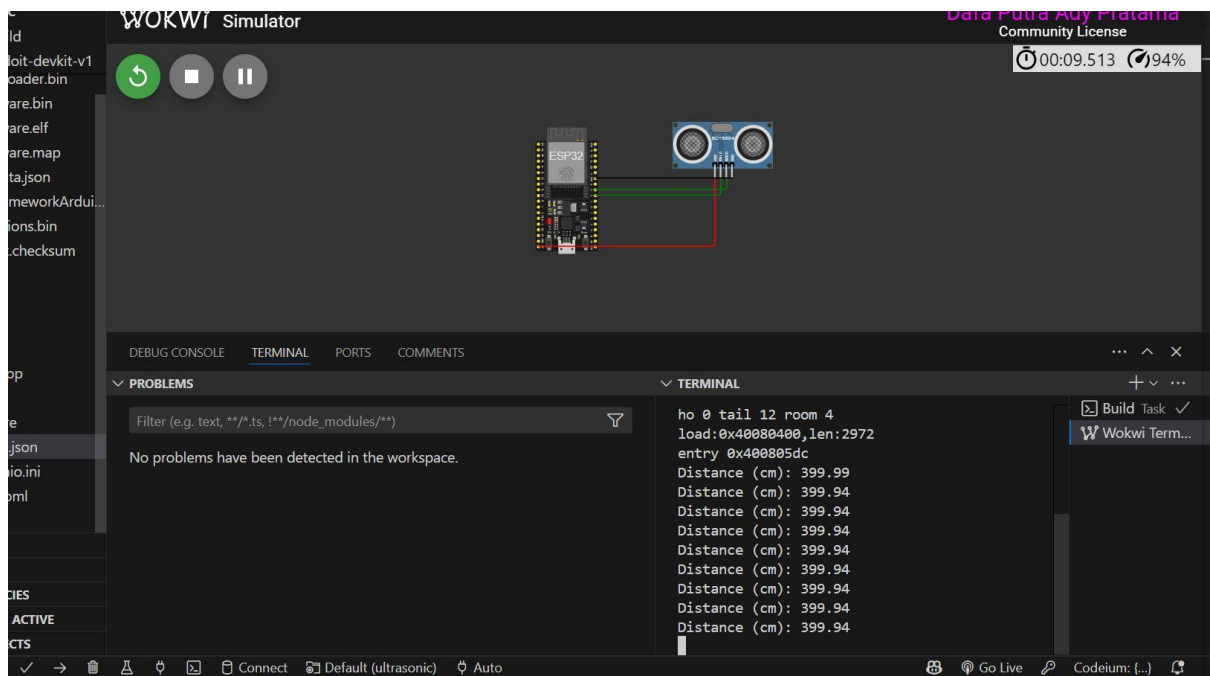 WOKWI Simulator
Dafa Putra Ady Pratama
Community License
00:09.513 94%
ld
loit-devkit-v1
oader.bin
are.bin
are.elf
are.map
ta.json
meworkArdui...
ions.bin
.checksum
pp
e
.json
io.ini
oml
CIES
ACTIVE
CTS
ESP32
DEBUG CONSOLE TERMINAL PORTS COMMENTS
PROBLEMS
Filter (e.g. text, **/*.ts, !**/node_modules/**)
No problems have been detected in the workspace.
TERMINAL
ho 0 tail 12 room 4
load:0x40080400,len:2972
entry 0x400805dc
Distance (cm): 399.99
Distance (cm): 399.94
Distance (cm): 399.94
Distance (cm): 399.94
Distance (cm): 399.94
Distance (cm): 399.94
Distance (cm): 399.94
Distance (cm): 399.94
Distance (cm): 399.94
Build Task
Wokwi Term...
Connect Default (ultrasonic) Auto
Go Live Codeium: {...}